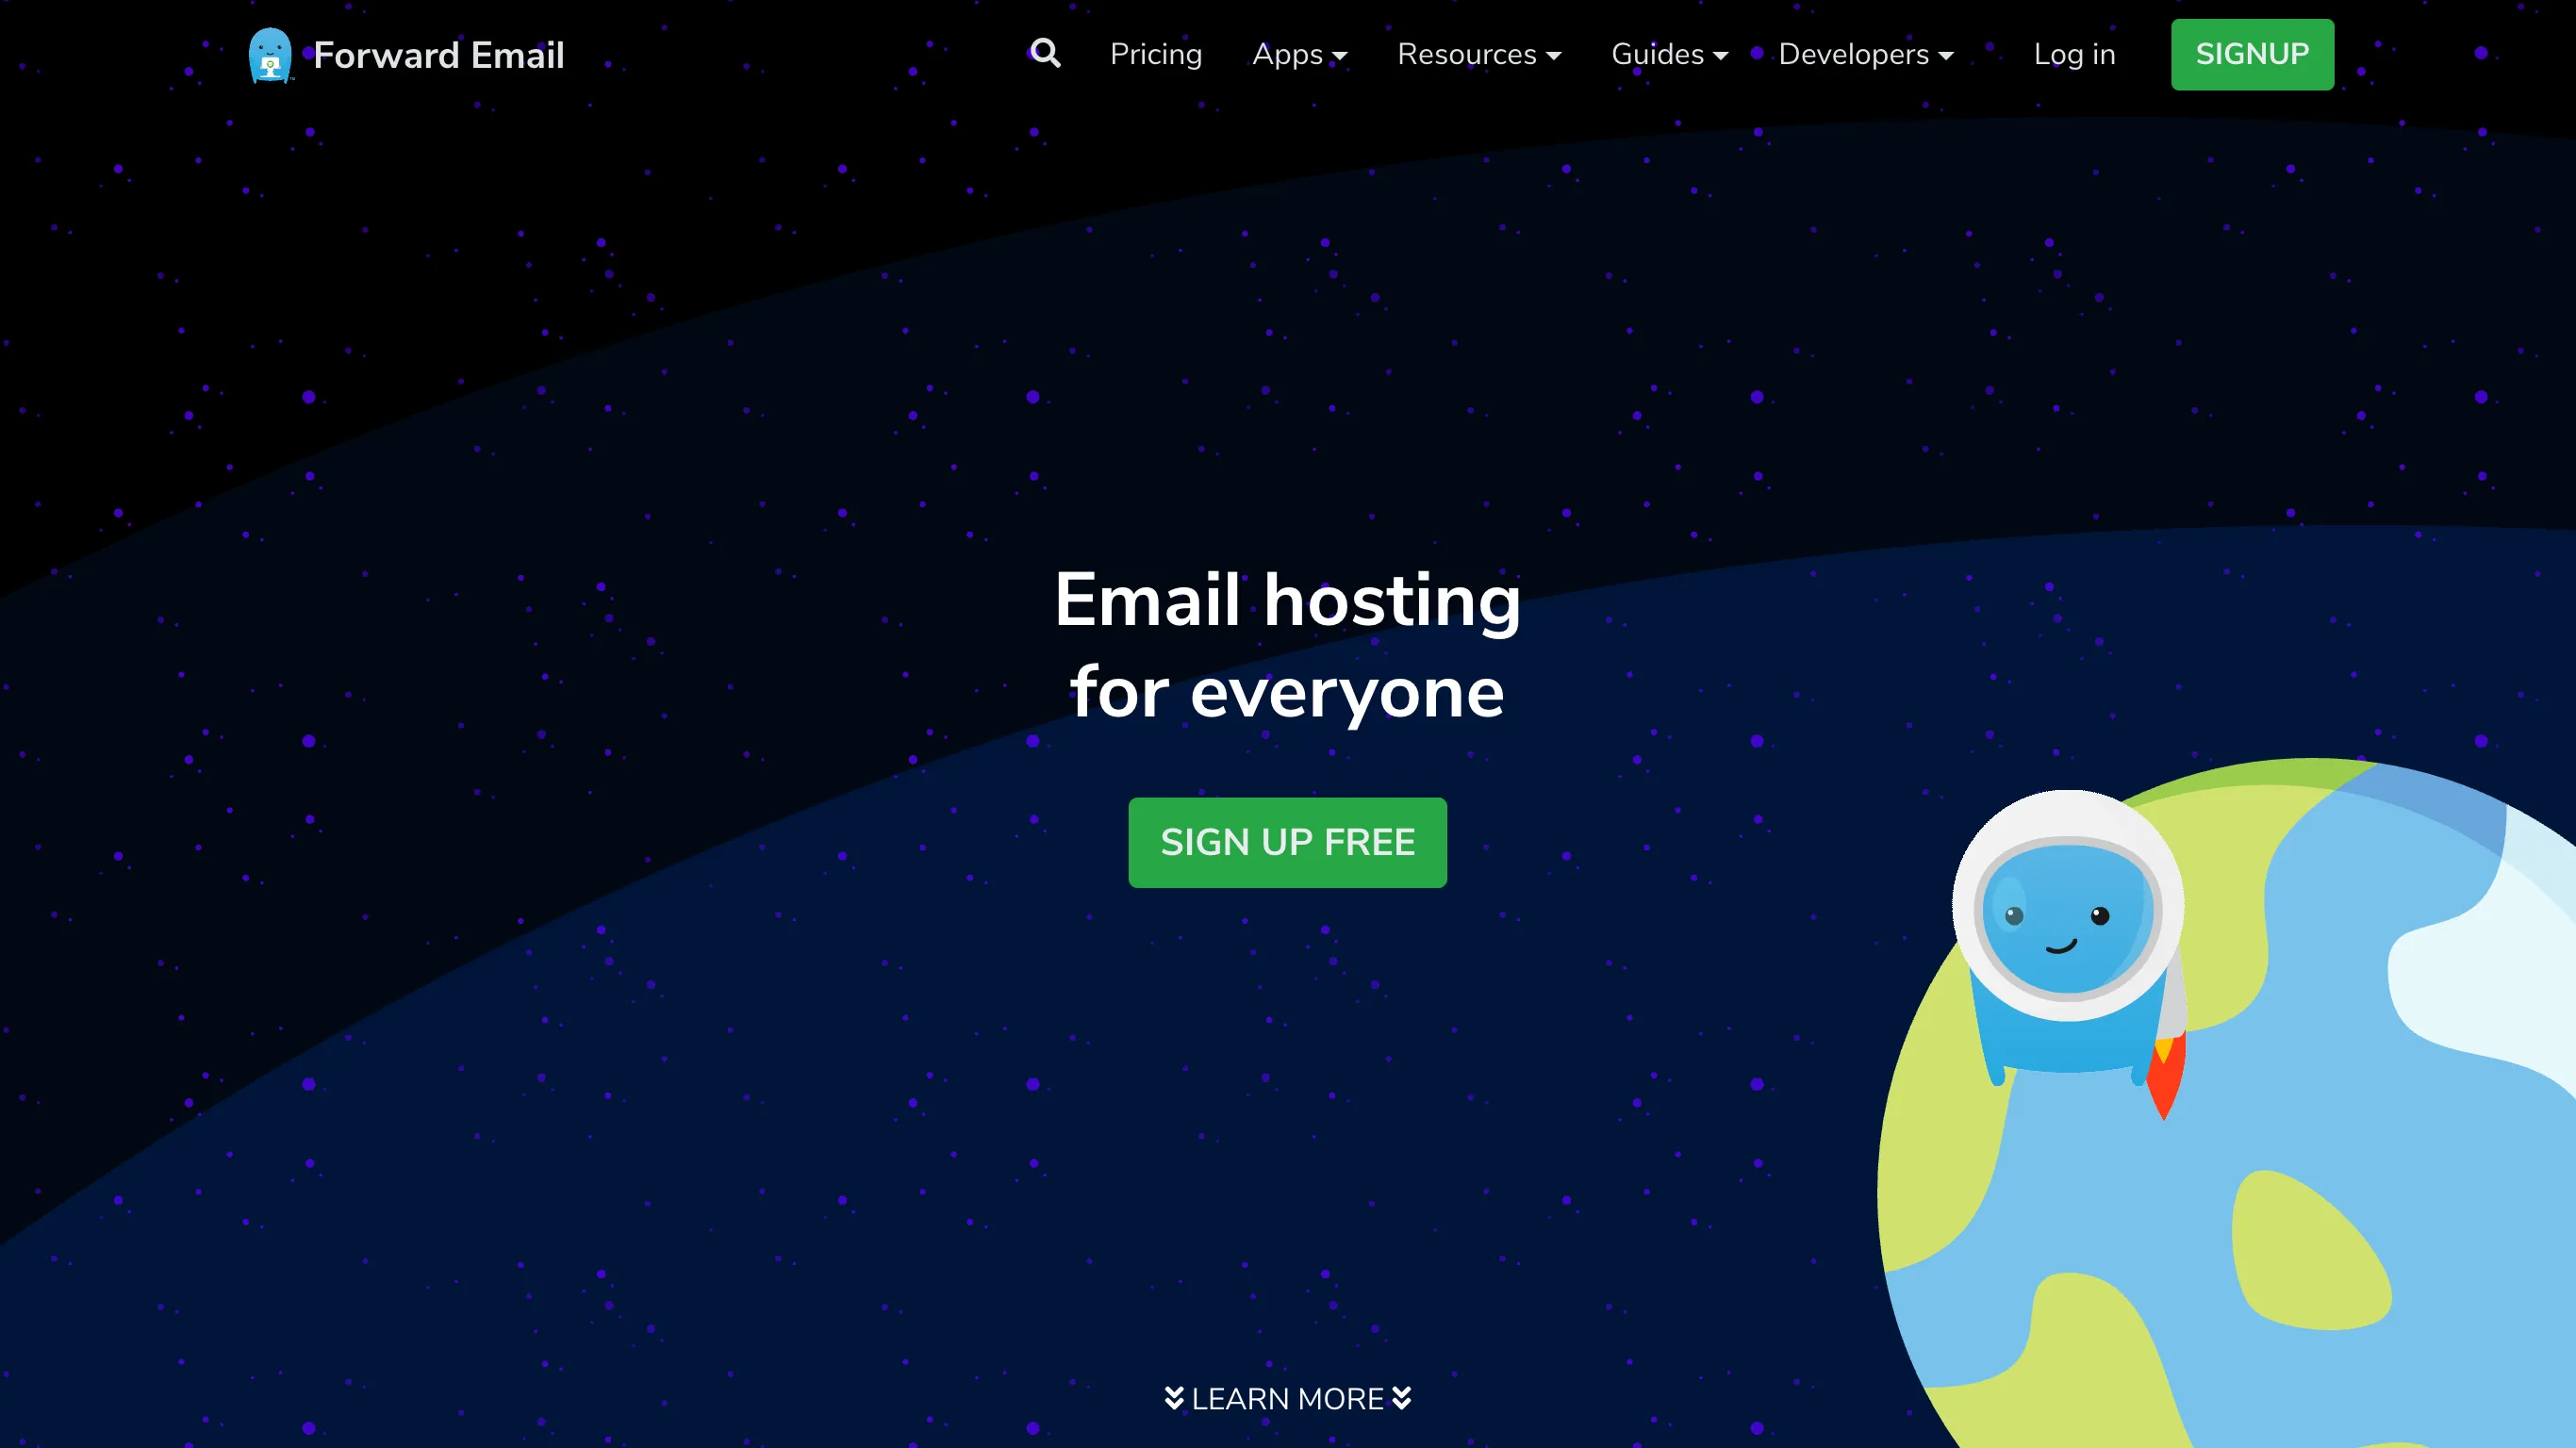 Forward Email
Pricing
Apps
Resources
Guides
Developers
Log in
SIGNUP
Email hosting
for everyone
SIGN UP FREE
LEARN MORE